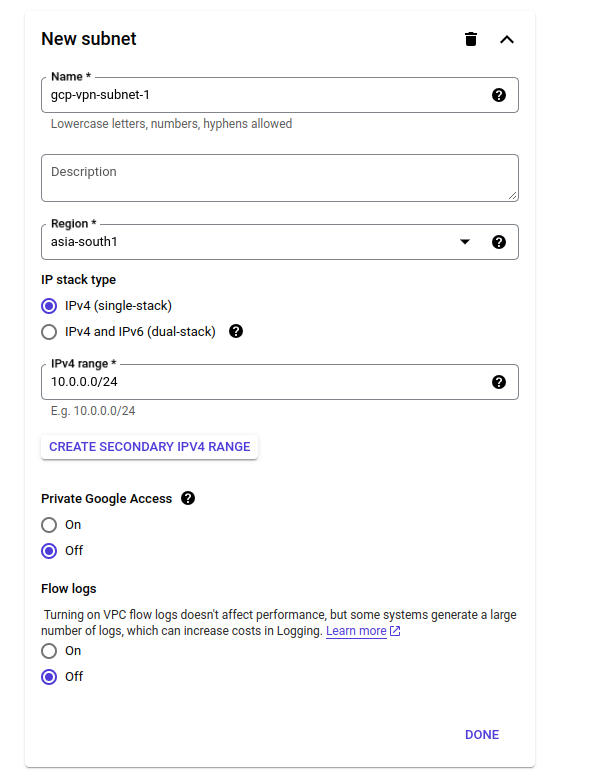 New subnet
Name *
gcp-vpn-subnet-1
Lowercase letters, numbers, hyphens allowed
Description
Region *
asia-south1
IP stack type
IPv4 (single-stack)
IPv4 and IPv6 (dual-stack)
IPv4 range *
10.0.0.0/24
E.g. 10.0.0.0/24
CREATE SECONDARY IPV4 RANGE
Private Google Access
On
Off
Flow logs
Turning on VPC flow logs doesn't affect performance, but some systems generate a large
number of logs, which can increase costs in Logging. Learn more
On
Off
DONE